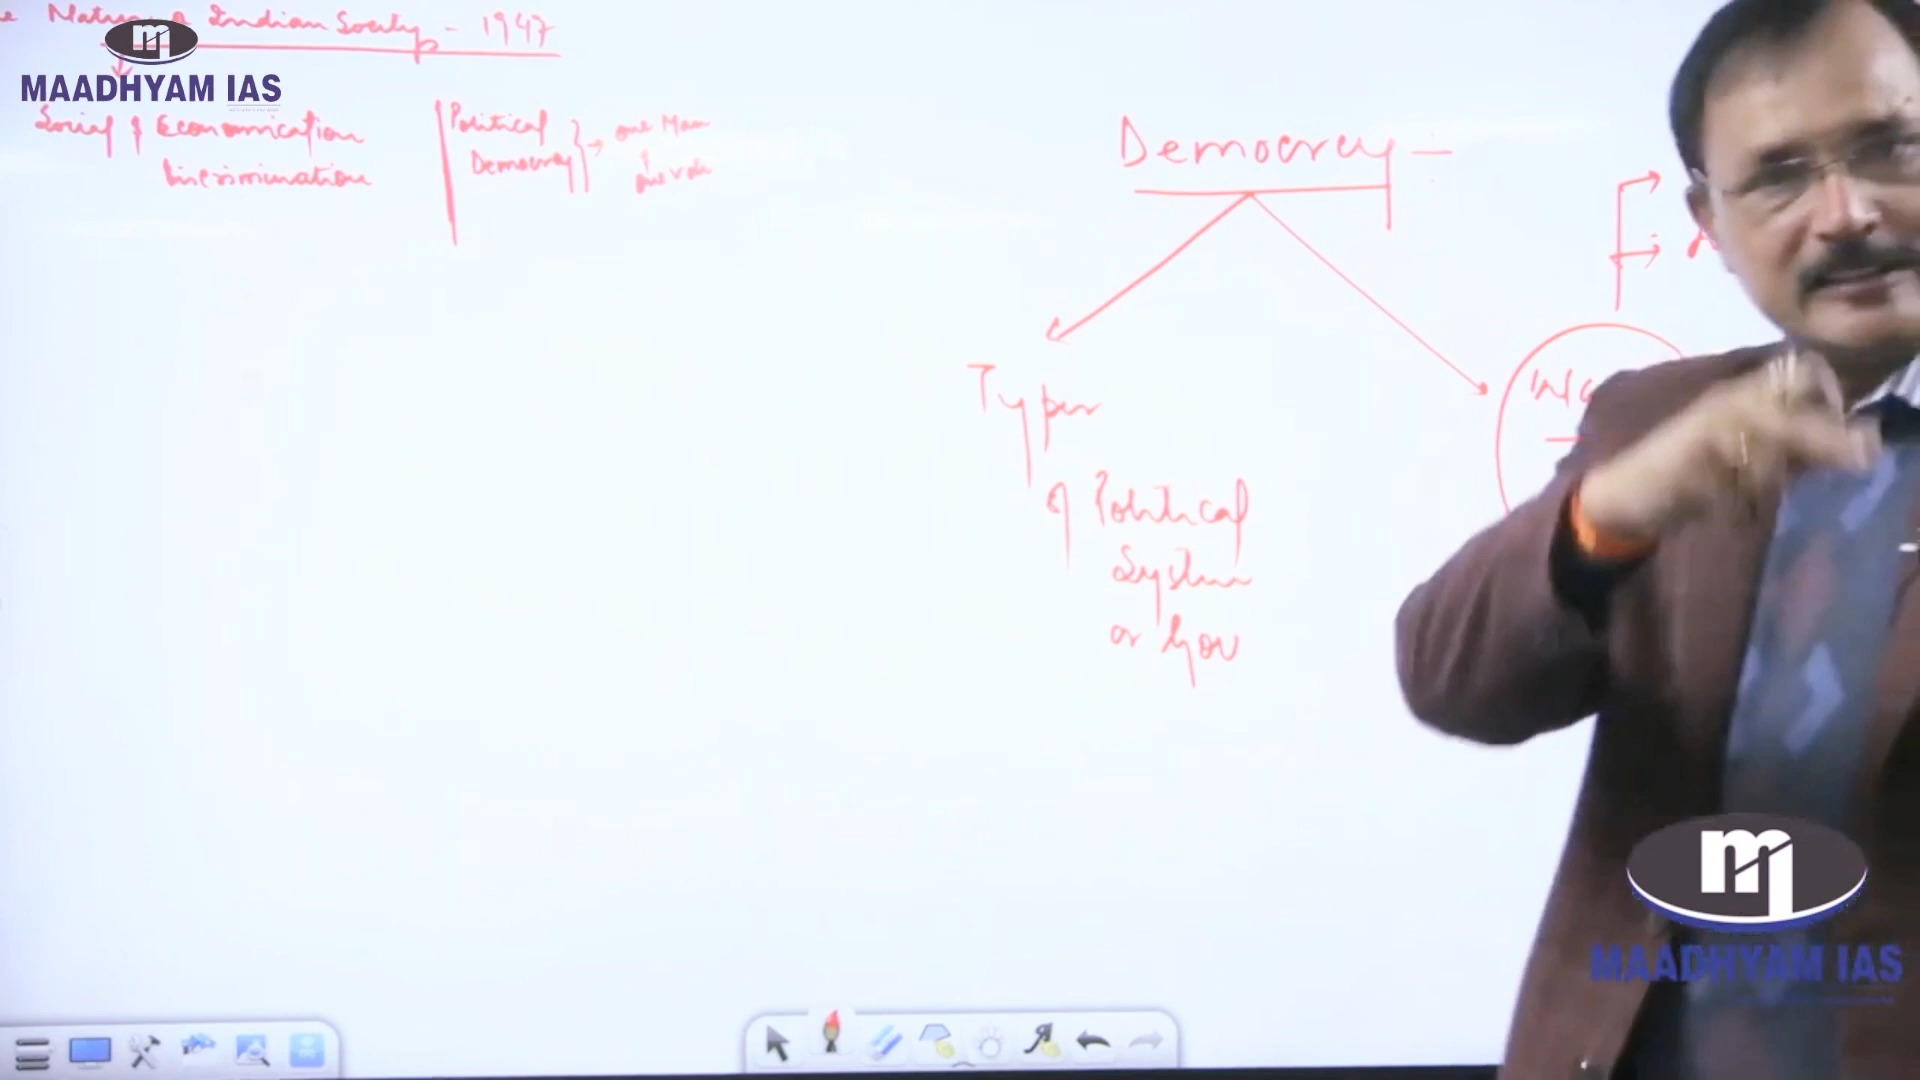 Nature of Indian Society - 1947
MAADHYAM IAS
Social & Economication
Discrimination
Political
Democracy
→ one Man
one vote
Democracy -
Types
of Political
System
or Gov
m
MAADHYAM IAS